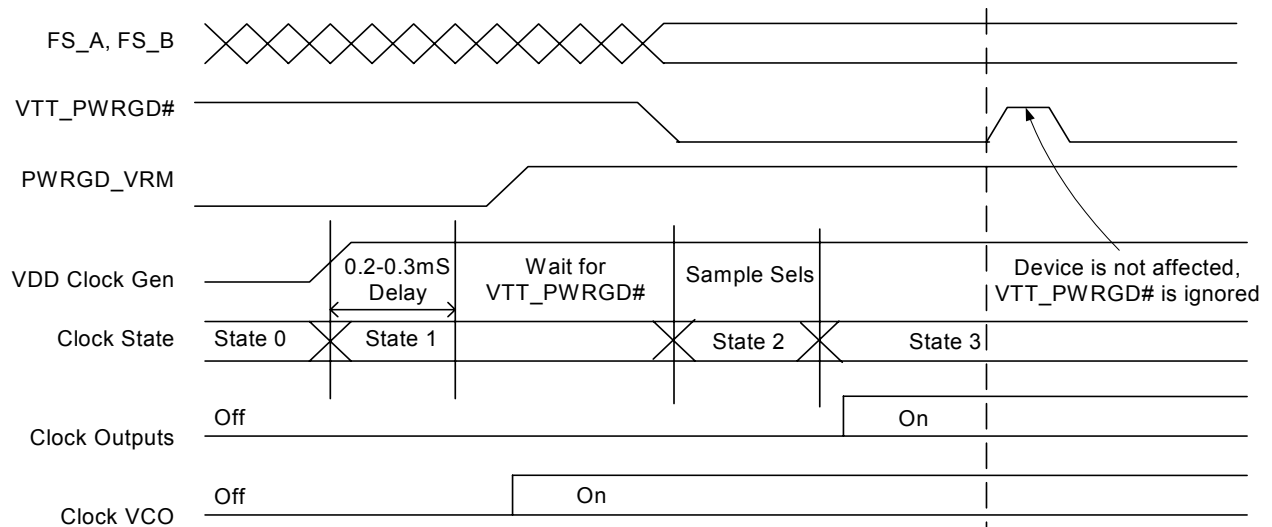 FS_A, FS_B
VTT_PWRGD#
PWRGD_VRM
VDD Clock Gen
0.2-0.3mS
Delay
Wait for
VTT_PWRGD#
Sample Sels
Device is not affected,
VTT_PWRGD# is ignored
Clock State
State 0
State 1
State 2
State 3
Clock Outputs
Off
On
Clock VCO
Off
On